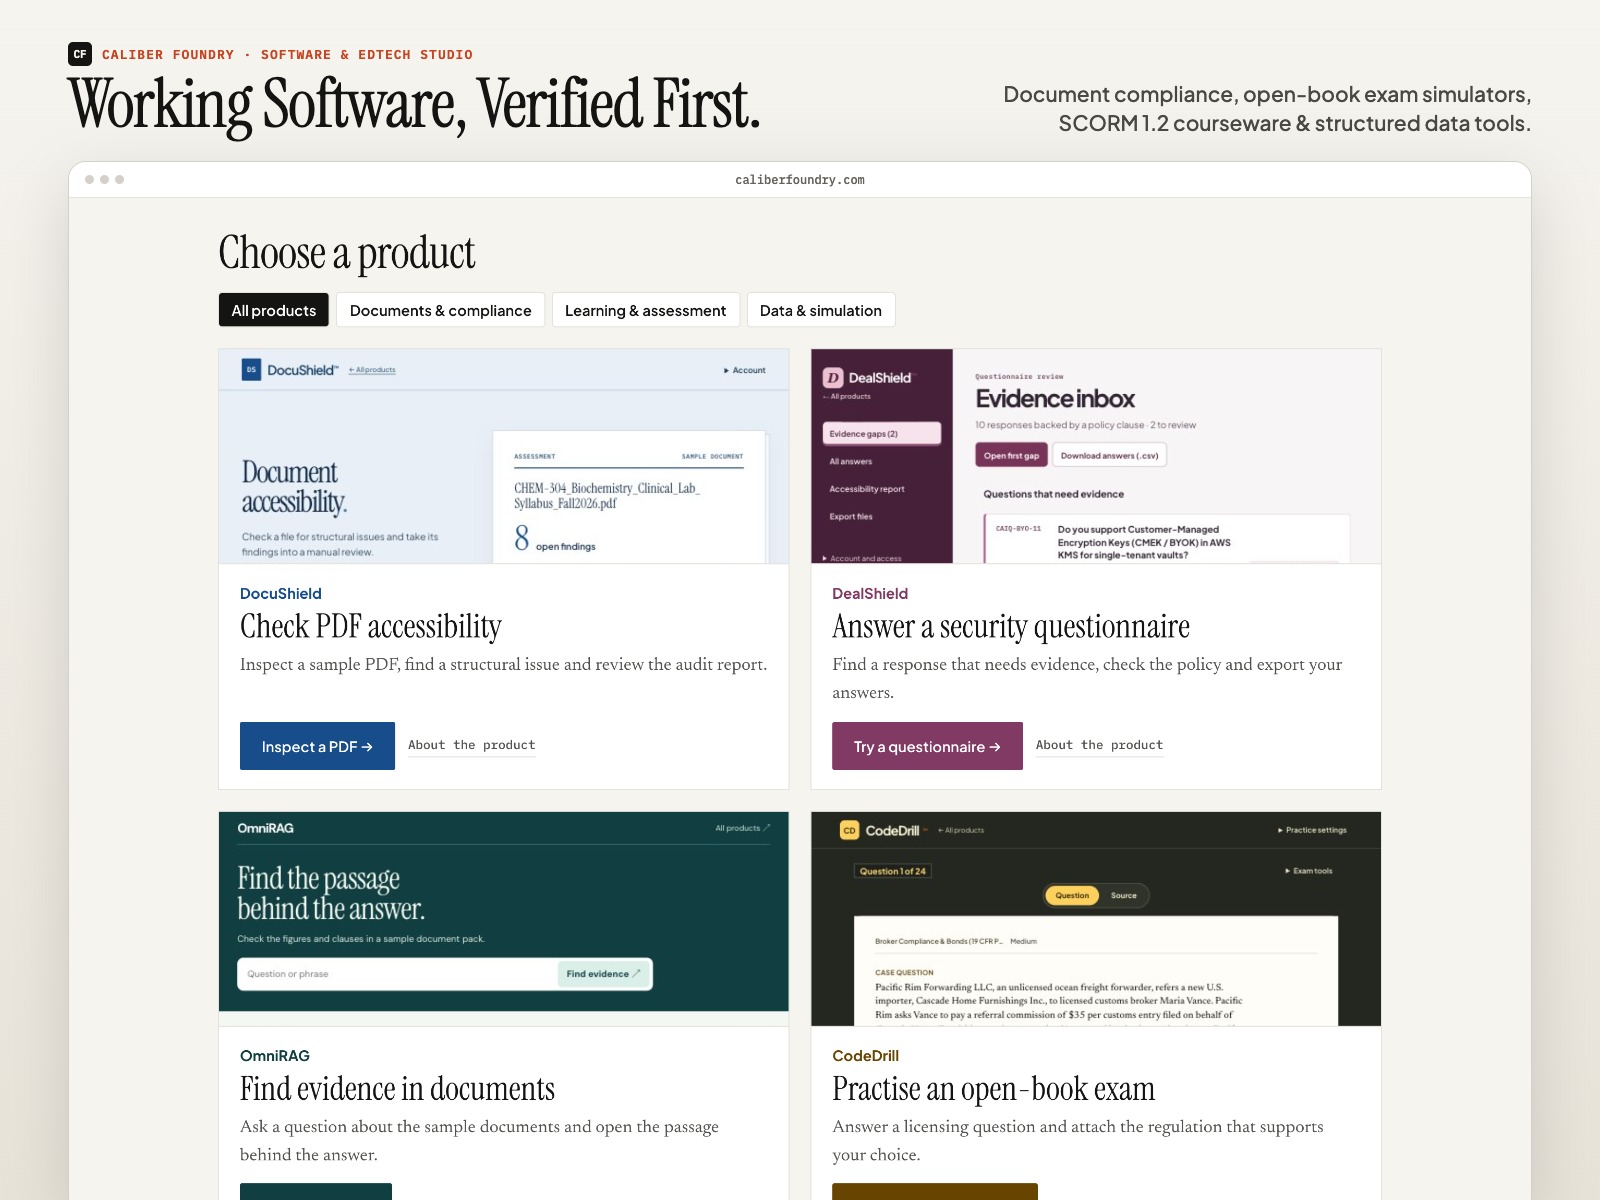 CF CALIBER FOUNDRY · SOFTWARE & EDTECH STUDIO
Working Software, Verified First.
Document compliance, open-book exam simulators,
SCORM 1.2 courseware & structured data tools.
caliberfoundry.com
Choose a product
All products
Documents & compliance
Learning & assessment
Data & simulation
DS DocuShield™ ← All products
▸ Account
Document
accessibility.
Check a file for structural issues and take its
findings into a manual review.
ASSESSMENT
SAMPLE DOCUMENT
CHEM-304_Biochemistry_Clinical_Lab_
Syllabus_Fall2026.pdf
8 open findings
DocuShield
Check PDF accessibility
Inspect a sample PDF, find a structural issue and review the audit report.
Inspect a PDF →
About the product
D DealShield™
← All products
Evidence gaps (2)
All answers
Accessibility report
Export files
▸ Account and access
Questionnaire review
Evidence inbox
10 responses backed by a policy clause · 2 to review
Open first gap
Download answers (.csv)
Questions that need evidence
CAIQ-BYO-11
Do you support Customer-Managed
Encryption Keys (CMEK / BYOK) in AWS
KMS for single-tenant vaults?
DealShield
Answer a security questionnaire
Find a response that needs evidence, check the policy and export your
answers.
Try a questionnaire →
About the product
OmniRAG
All products ↗
Find the passage
behind the answer.
Check the figures and clauses in a sample document pack.
Question or phrase
Find evidence ↗
OmniRAG
Find evidence in documents
Ask a question about the sample documents and open the passage
behind the answer.
CD CodeDrill™ ← All products
▸ Practice settings
Question 1 of 24
▸ Exam tools
Question
Source
Broker Compliance & Bonds (19 CFR P... Medium
CASE QUESTION
Pacific Rim Forwarding LLC, an unlicensed ocean freight forwarder, refers a new U.S.
importer, Cascade Home Furnishings Inc., to licensed customs broker Maria Vance. Pacific
Rim asks Vance to pay a referral commission of $35 per customs entry filed on behalf of
CodeDrill
Practise an open-book exam
Answer a licensing question and attach the regulation that supports
your choice.